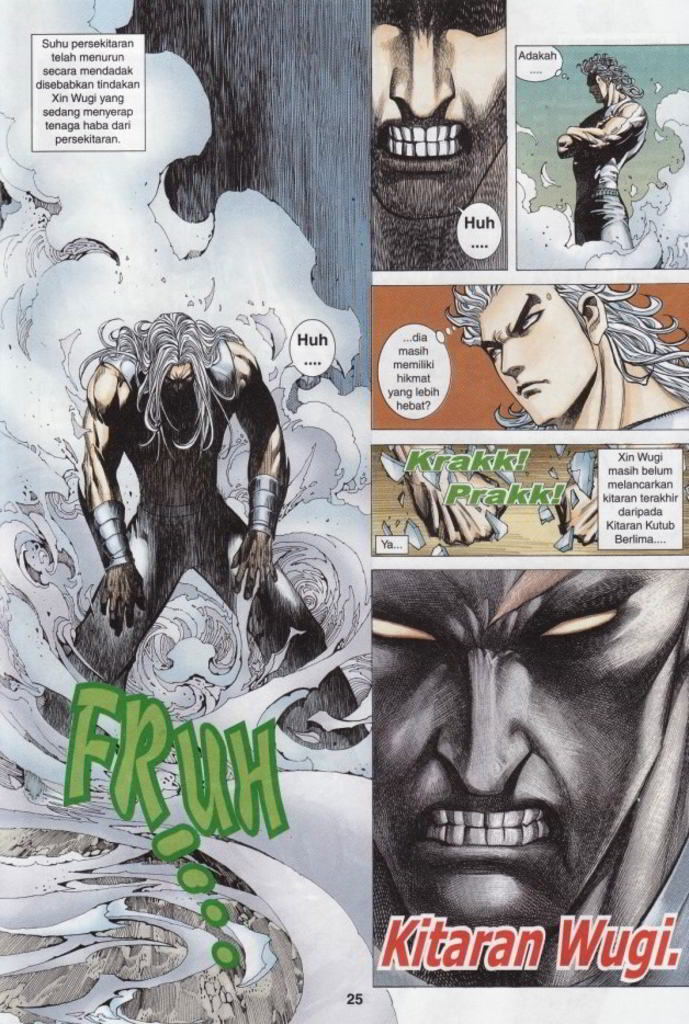 Suhu persekitaran
telah menurun
secara mendadak
disebabkan tindakan
Xin Wugi yang
sedang menyerap
tenaga haba dari
persekitaran.
Huh
....
FRUH
....
Huh
....
Adakah
....
...dia
masih
memiliki
hikmat
yang lebih
hebat?
Krakk!
Prakk!
Ya...
Xin Wugi
masih belum
melancarkan
kitaran terakhir
daripada
Kitaran Kutub
Berlima....
Kitaran Wugi.
25